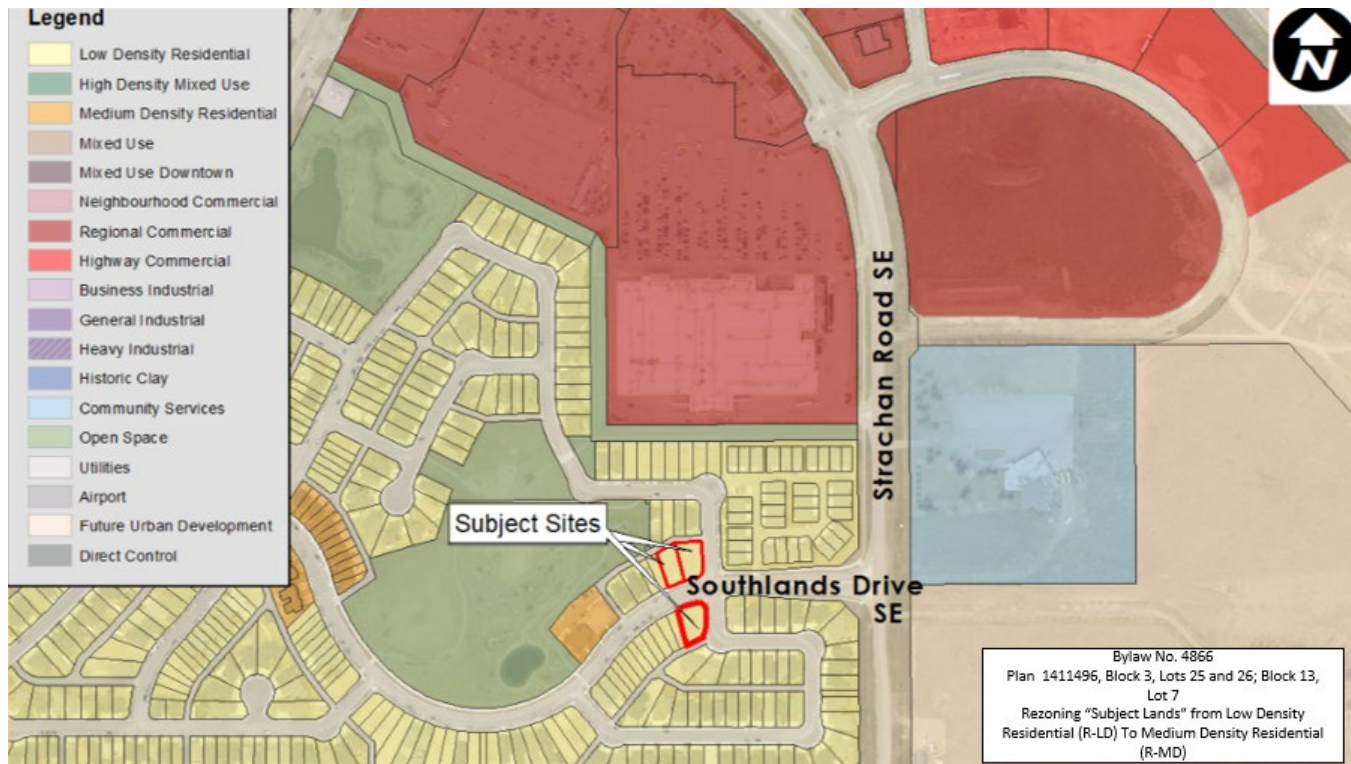 Legend
Low Density Residential
High Density Mixed Use
Medium Density Residential
Mixed Use
Mixed Use Downtown
Neighbourhood Commercial
Regional Commercial
Highway Commercial
Business Industrial
General Industrial
Heavy Industrial
Historic Clay
Community Services
Open Space
Utilities
Airport
Future Urban Development
Direct Control
N
Strachan Road SE
Subject Sites
Southlands Drive
SE
Bylaw No. 4866
Plan 1411496, Block 3, Lots 25 and 26; Block 13,
Lot 7
Rezoning “Subject Lands” from Low Density
Residential (R-LD) To Medium Density Residential
(R-MD)